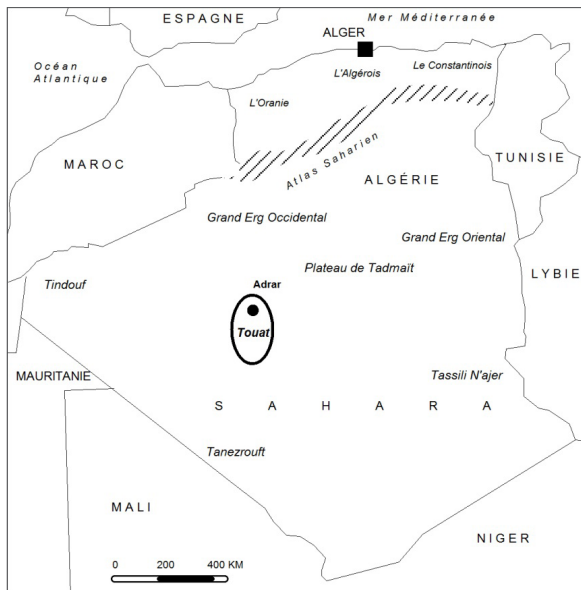 ESPAGNE
Mer Méditerranée
ALGER
Océan
Atlantique
L'Algérois
Le Constantinois
L'Oranie
MAROC
Atlas Saharien
TUNISIE
ALGÉRIE
Grand Erg Occidental
Grand Erg Oriental
Plateau de Tadmaït
LYBIE
Tindouf
Adrar
Touat
MAURITANIE
Tassili N'ajer
SAHARA
Tanezrouft
MALI
NIGER
0 200 400 KM